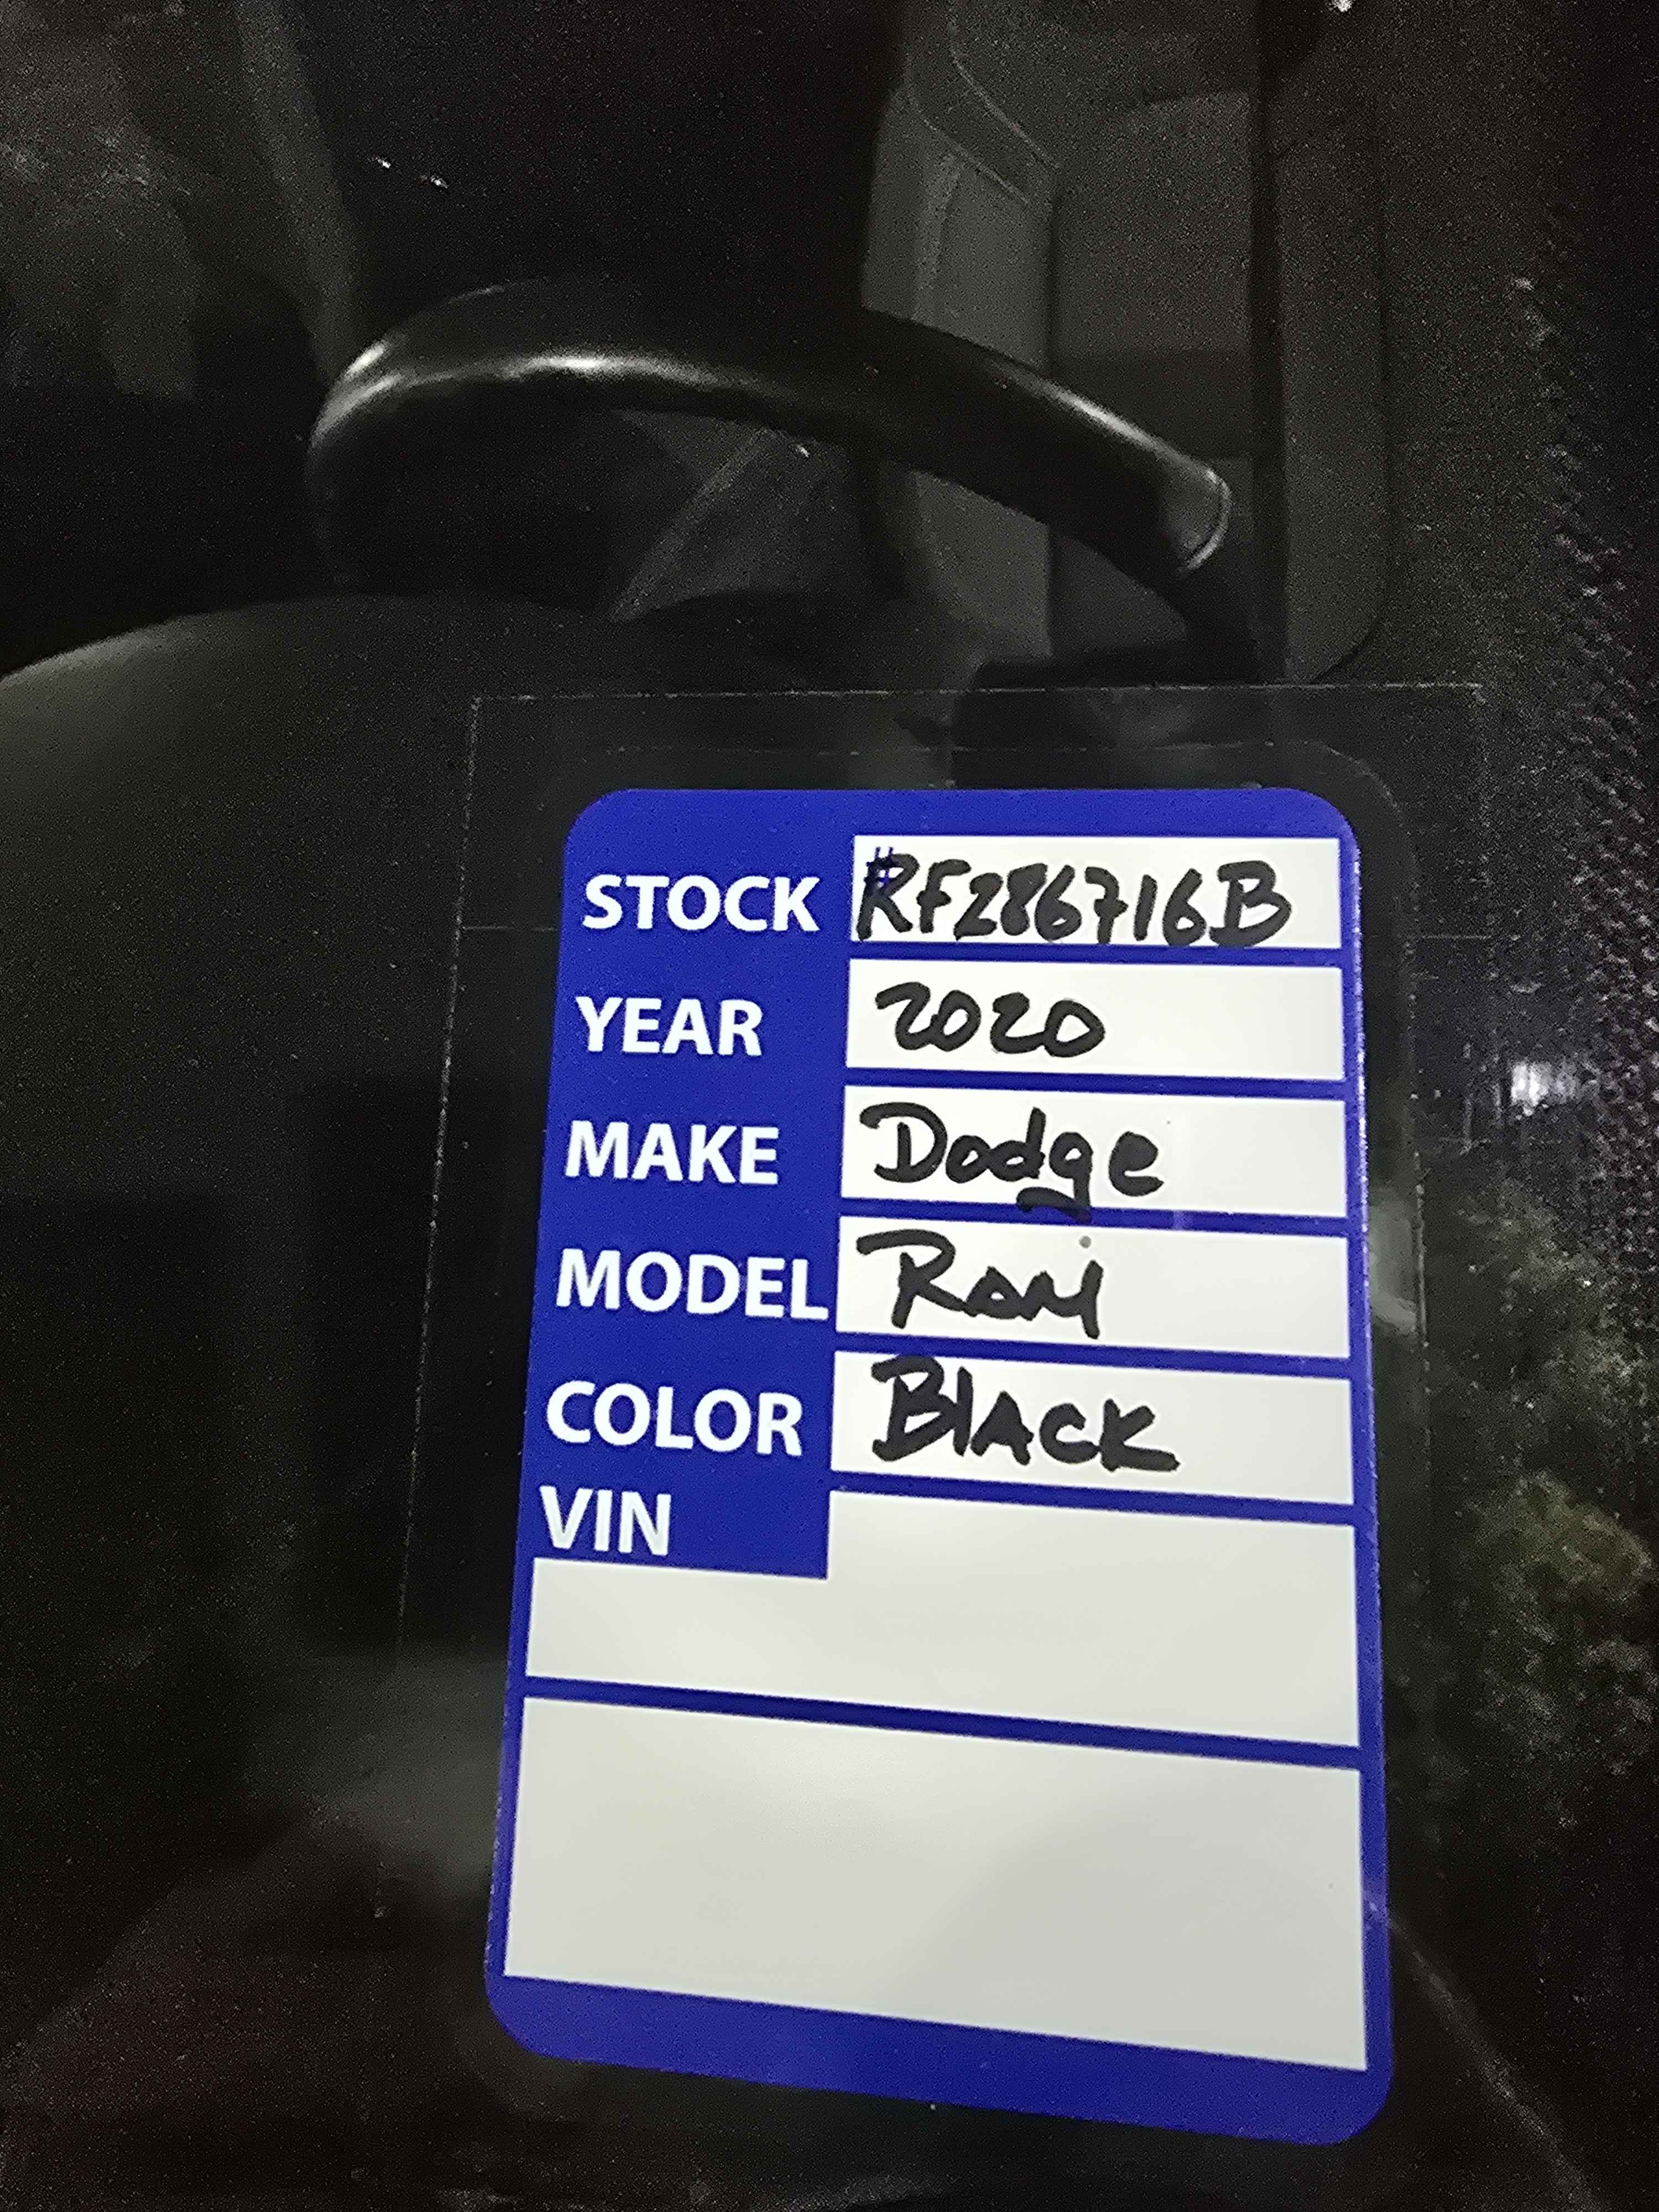 STOCK #RF286716B
YEAR 2020
MAKE Dodge
MODEL Ram
COLOR Black
VIN